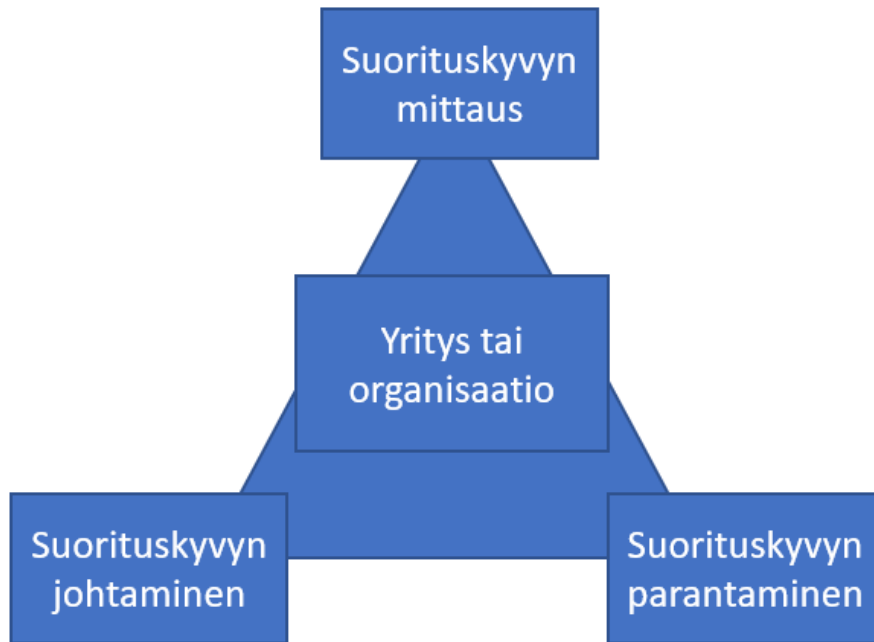 Suorituskyvyn
mittaus
Yritys tai
organisaatio
Suorituskyvyn
johtaminen
Suorituskyvyn
parantaminen